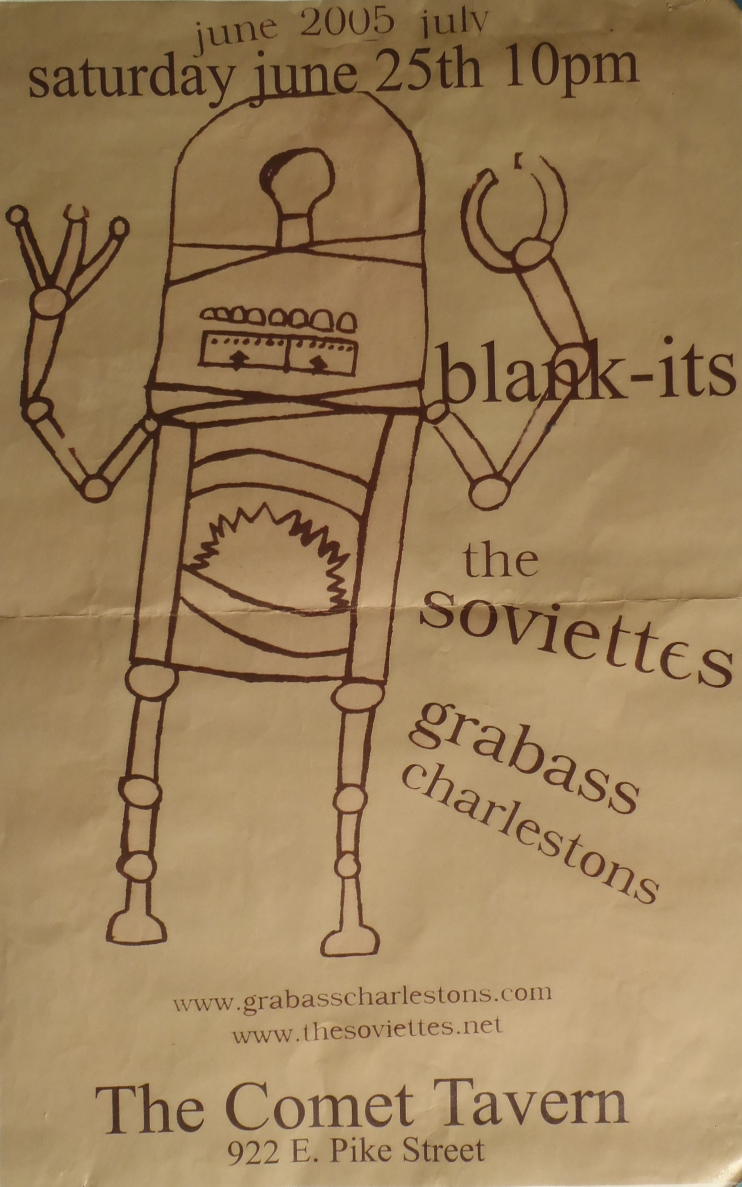 june 2005 july
saturday june 25th 10pm
blank-its
the
soviettes
grabass
charlestons
www.grabasscharlestons.com
www.thesoviettes.net
The Comet Tavern
922 E. Pike Street